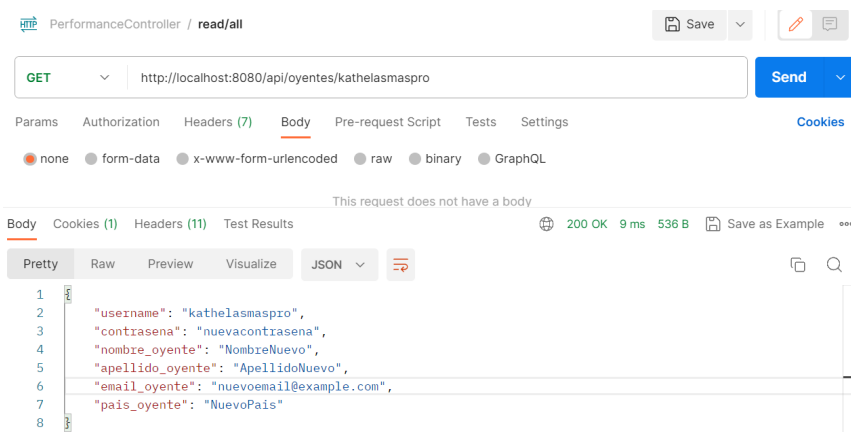 HTTP PerformanceController / read/all Save
GET http://localhost:8080/api/oyentes/kathelasmaspro Send
Params Authorization Headers (7) Body Pre-request Script Tests Settings Cookies
none form-data x-www-form-urlencoded raw binary GraphQL
This request does not have a body
Body Cookies (1) Headers (11) Test Results 200 OK 9 ms 536 B Save as Example
Pretty Raw Preview Visualize JSON
1 {
2 "username": "kathelasmaspro",
3 "contrasena": "nuevacontrasena",
4 "nombre_oyente": "NombreNuevo",
5 "apellido_oyente": "ApellidoNuevo",
6 "email_oyente": "nuevoemail@example.com",
7 "pais_oyente": "NuevoPais"
8 }